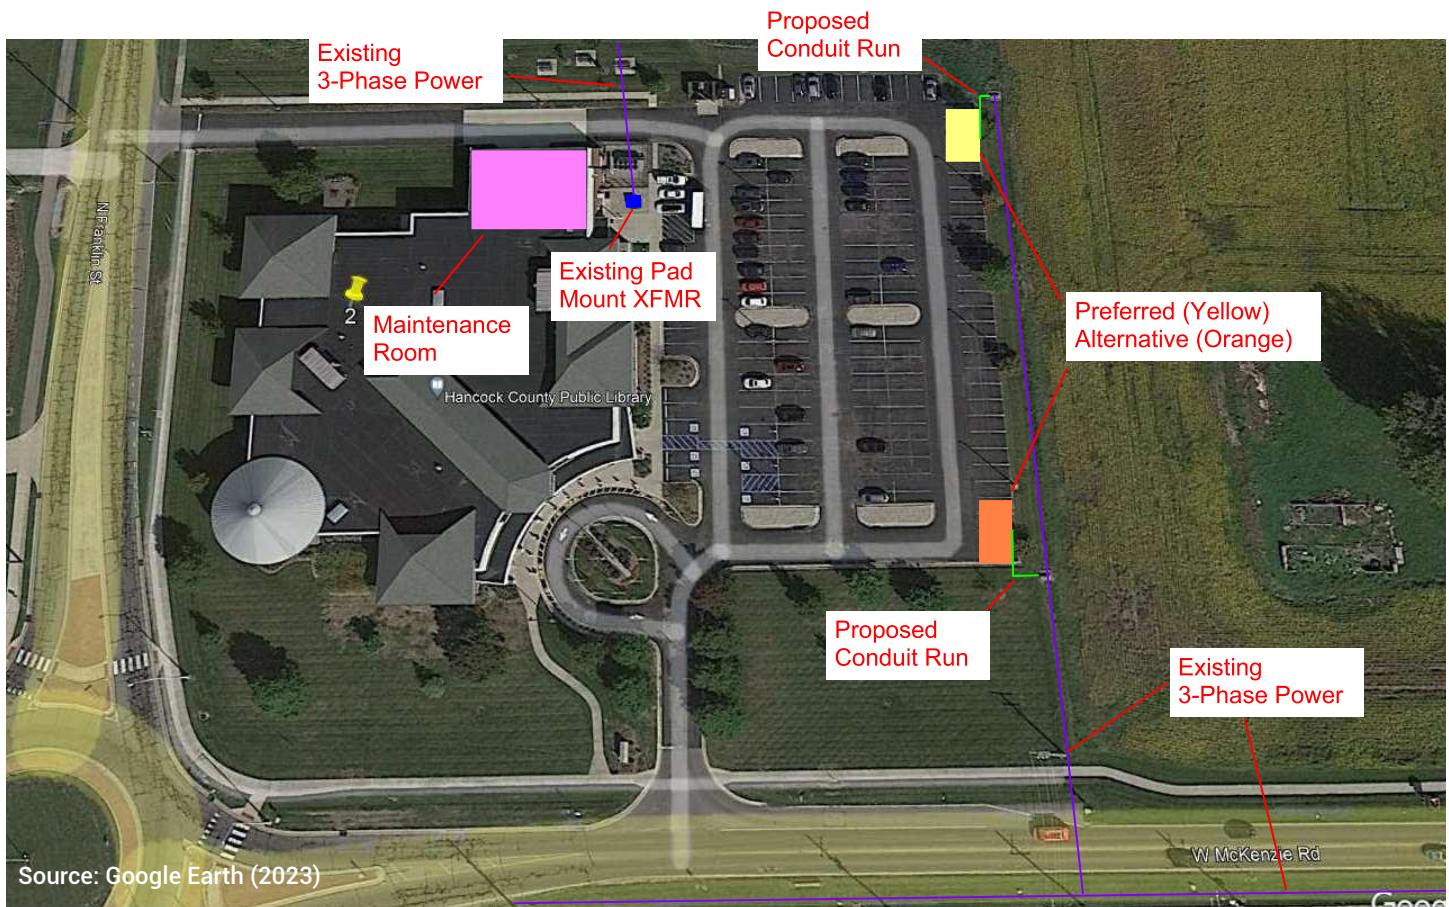 Proposed
Conduit Run
Existing
3-Phase Power
N Franklin St
Existing Pad
Mount XFMR
Preferred (Yellow)
Alternative (Orange)
2
Maintenance
Room
Hancock County Public Library
Proposed
Conduit Run
Existing
3-Phase Power
W McKenzie Rd
Source: Google Earth (2023)
Goog